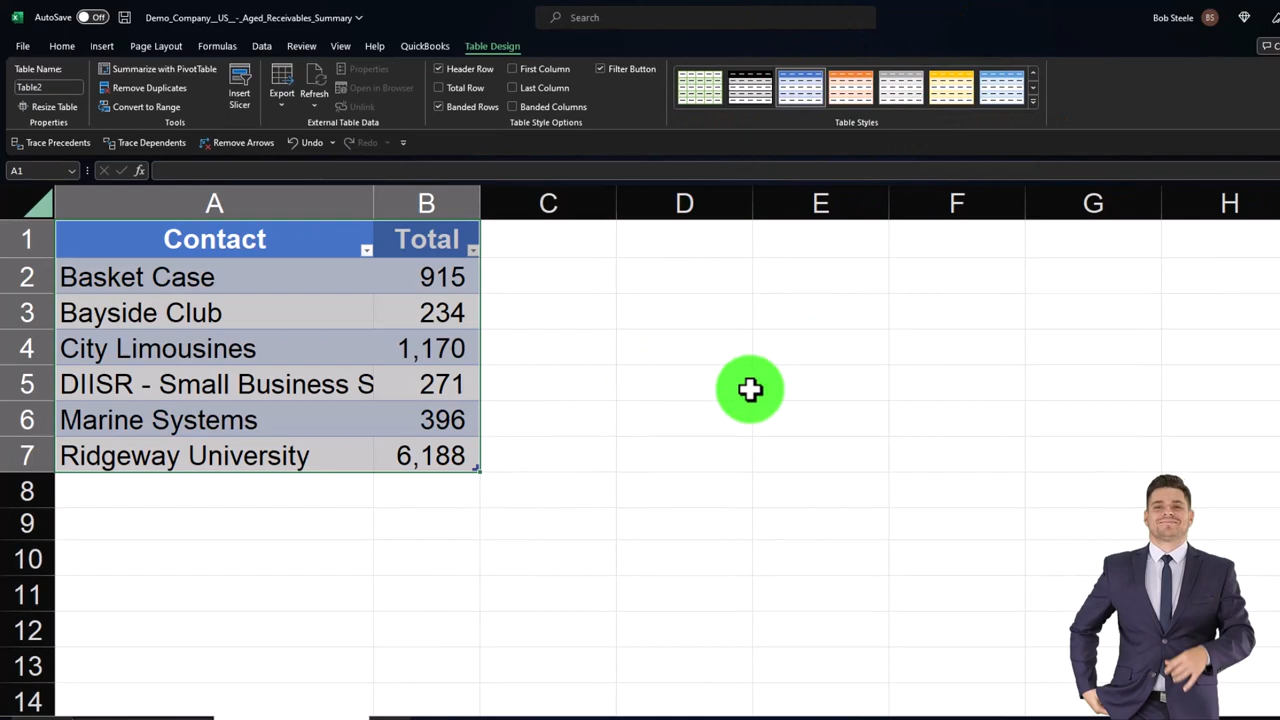 AutoSave Off Demo_Company__US_-_Aged_Receivables_Summary Search Bob Steele BS
File Home Insert Page Layout Formulas Data Review View Help QuickBooks Table Design
Table Name:
Table2
Resize Table
Properties
Summarize with PivotTable
Remove Duplicates
Convert to Range
Insert
Slicer
Tools
Export
Refresh
Properties
Open in Browser
Unlink
External Table Data
Header Row
Total Row
Banded Rows
First Column
Last Column
Banded Columns
Filter Button
Table Style Options
Table Styles
Trace Precedents Trace Dependents Remove Arrows Undo Redo
A1 fx
A B C D E F G H
1 Contact Total
2 Basket Case 915
3 Bayside Club 234
4 City Limousines 1,170
5 DIISR - Small Business S 271
6 Marine Systems 396
7 Ridgeway University 6,188
8
9
10
11
12
13
14